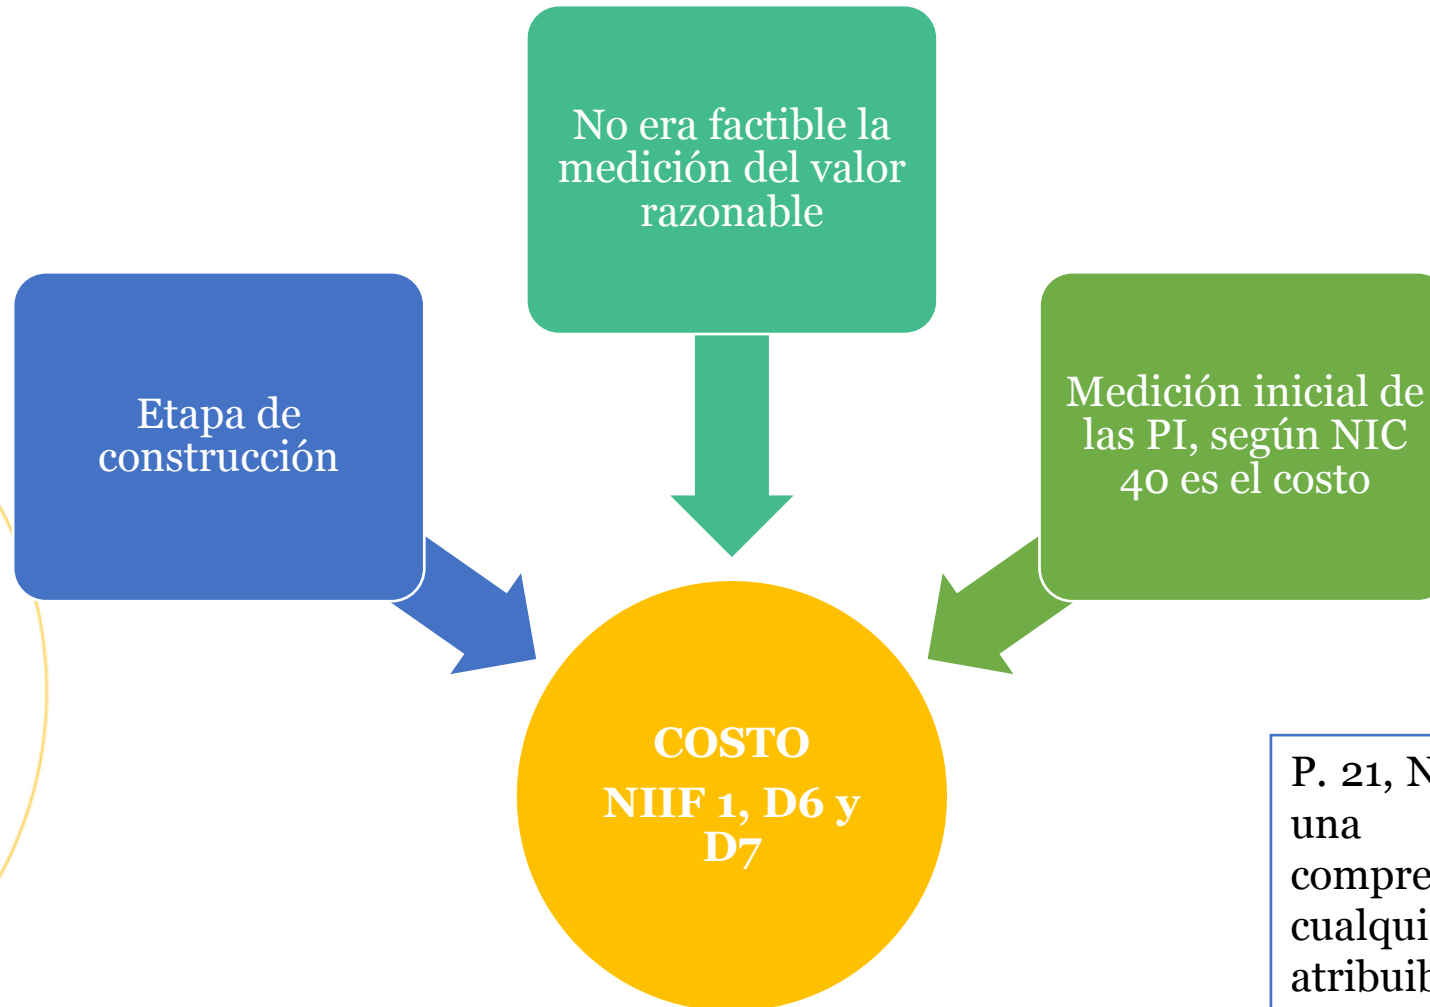 No era factible la
medición del valor
razonable
Etapa de
construcción
Medición inicial de
las PI, según NIC
40 es el costo
COSTO
NIIF 1, D6 y
D7
P. 21, N
una
compre
cualqui
atribuib